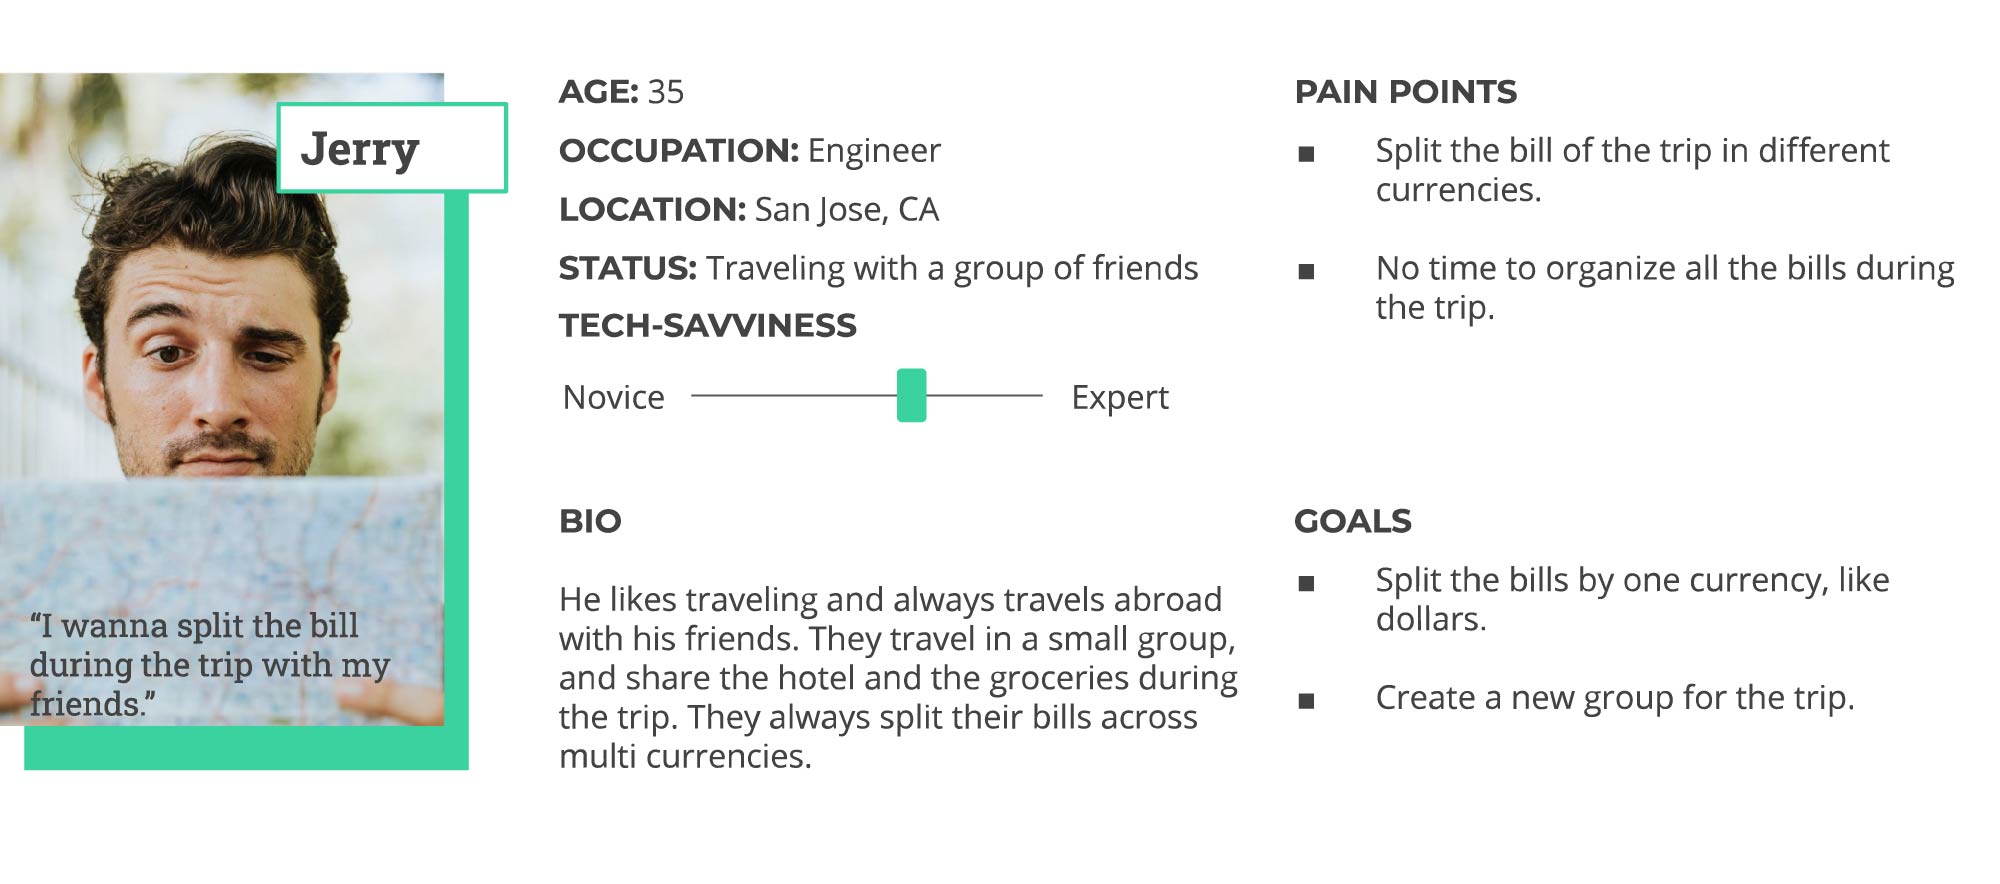 Jerry
“I wanna split the bill
during the trip with my
friends.”
AGE: 35
OCCUPATION: Engineer
LOCATION: San Jose, CA
STATUS: Traveling with a group of friends
TECH-SAVVINESS
Novice
Expert
BIO
He likes traveling and always travels abroad
with his friends. They travel in a small group,
and share the hotel and the groceries during
the trip. They always split their bills across
multi currencies.
PAIN POINTS
■ Split the bill of the trip in different
currencies.
■ No time to organize all the bills during
the trip.
GOALS
■ Split the bills by one currency, like
dollars.
■ Create a new group for the trip.